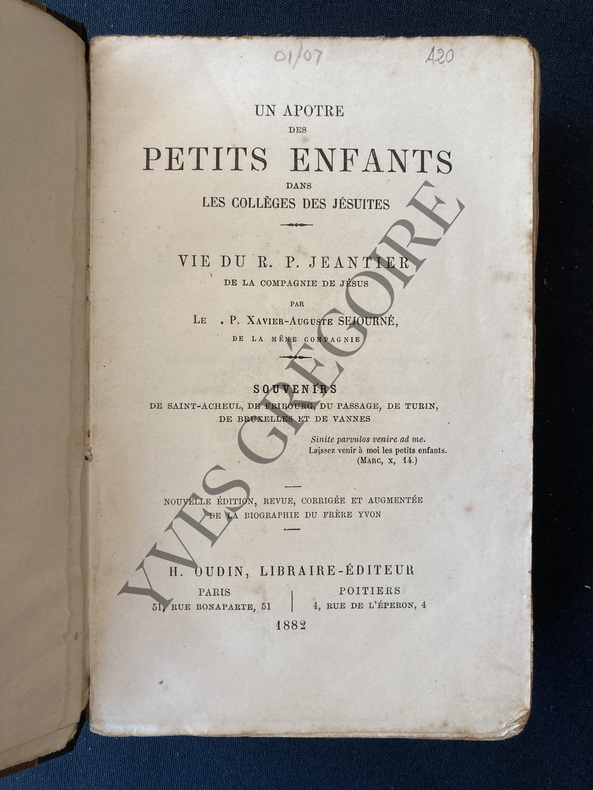 01/07 A20
UN APOTRE
DES
PETITS ENFANTS
DANS
LES COLLÈGES DES JÉSUITES
VIE DU R. P. JEANTIER
DE LA COMPAGNIE DE JÉSUS
PAR
Le . P. Xavier-Auguste SEJOURNÉ,
DE LA MÊME COMPAGNIE
SOUVENIRS
DE SAINT-ACHEUL, DE FRIBOURG, DU PASSAGE, DE TURIN,
DE BRUXELLES ET DE VANNES
Sinite parvulos venire ad me.
Laissez venir à moi les petits enfants.
(Marc, x, 14.)
NOUVELLE ÉDITION, REVUE, CORRIGÉE ET AUGMENTÉE
DE LA BIOGRAPHIE DU FRÈRE YVON
H. OUDIN, LIBRAIRE-ÉDITEUR
PARIS
51, RUE BONAPARTE, 51
POITIERS
4, RUE DE L'ÉPERON, 4
1882
YVES GRÉGOIRE